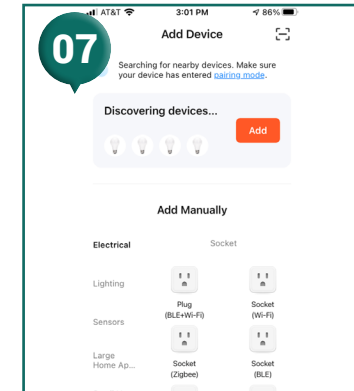 AT&T 3:01 PM 86%
07
Add Device
Searching for nearby devices. Make sure
your device has entered pairing mode.
Discovering devices...
Add
Add Manually
Electrical
Socket
Lighting
Plug
(BLE+Wi-Fi)
Socket
(Wi-Fi)
Sensors
Large
Home Ap...
Socket
(Zigbee)
Socket
(BLE)